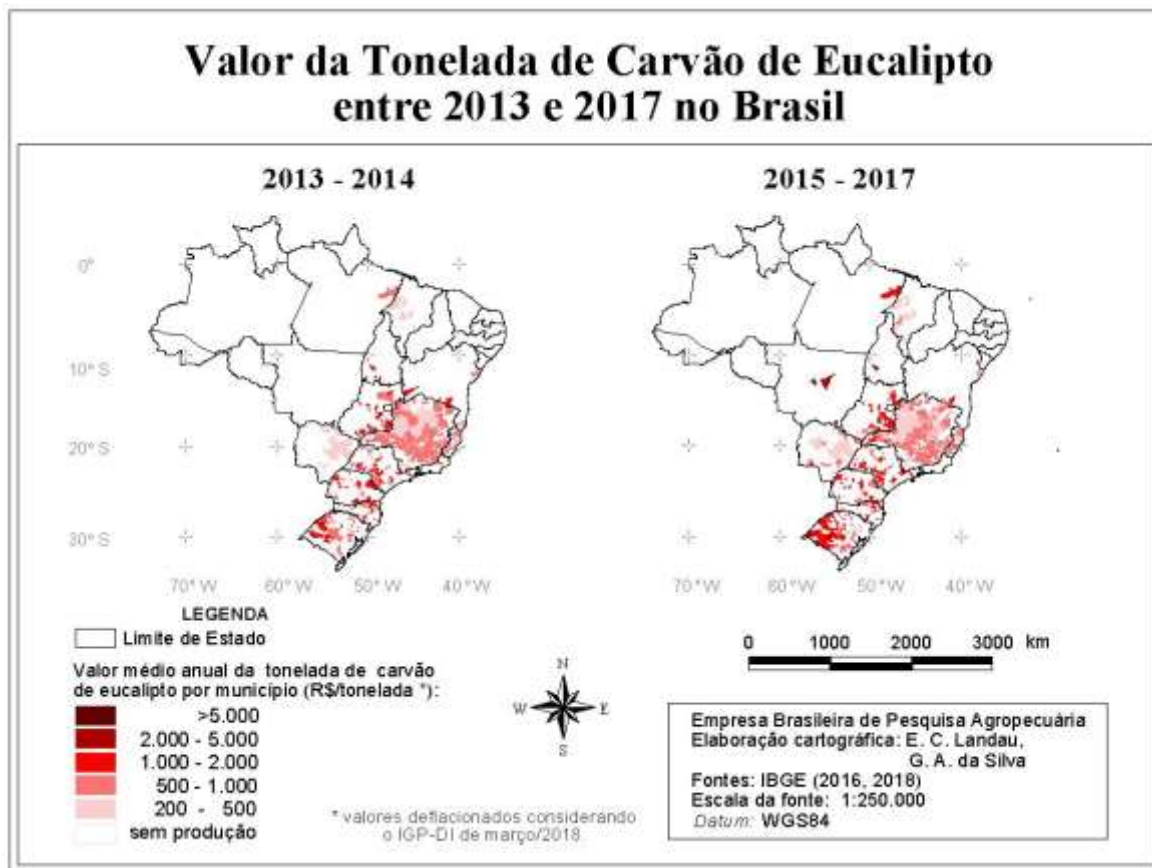 Valor da Tonelada de Carvão de Eucalipto
entre 2013 e 2017 no Brasil
2013 - 2014
2015 - 2017
0°
10° S
20° S
30° S
70° W 60° W 50° W 40° W
70° W 60° W 50° W 40° W
LEGENDA
Limite de Estado
Valor médio anual da tonelada de carvão
de eucalipto por município (R$/tonelada *):
>5.000
2.000 - 5.000
1.000 - 2.000
500 - 1.000
200 - 500
sem produção
N
W E
S
* valores deflacionados considerando
o IGP-DI de março/2018
0 1000 2000 3000 km
Empresa Brasileira de Pesquisa Agropecuária
Elaboração cartográfica: E. C. Landau,
G. A. da Silva
Fontes: IBGE (2016, 2018)
Escala da fonte: 1:250.000
Datum: WGS84